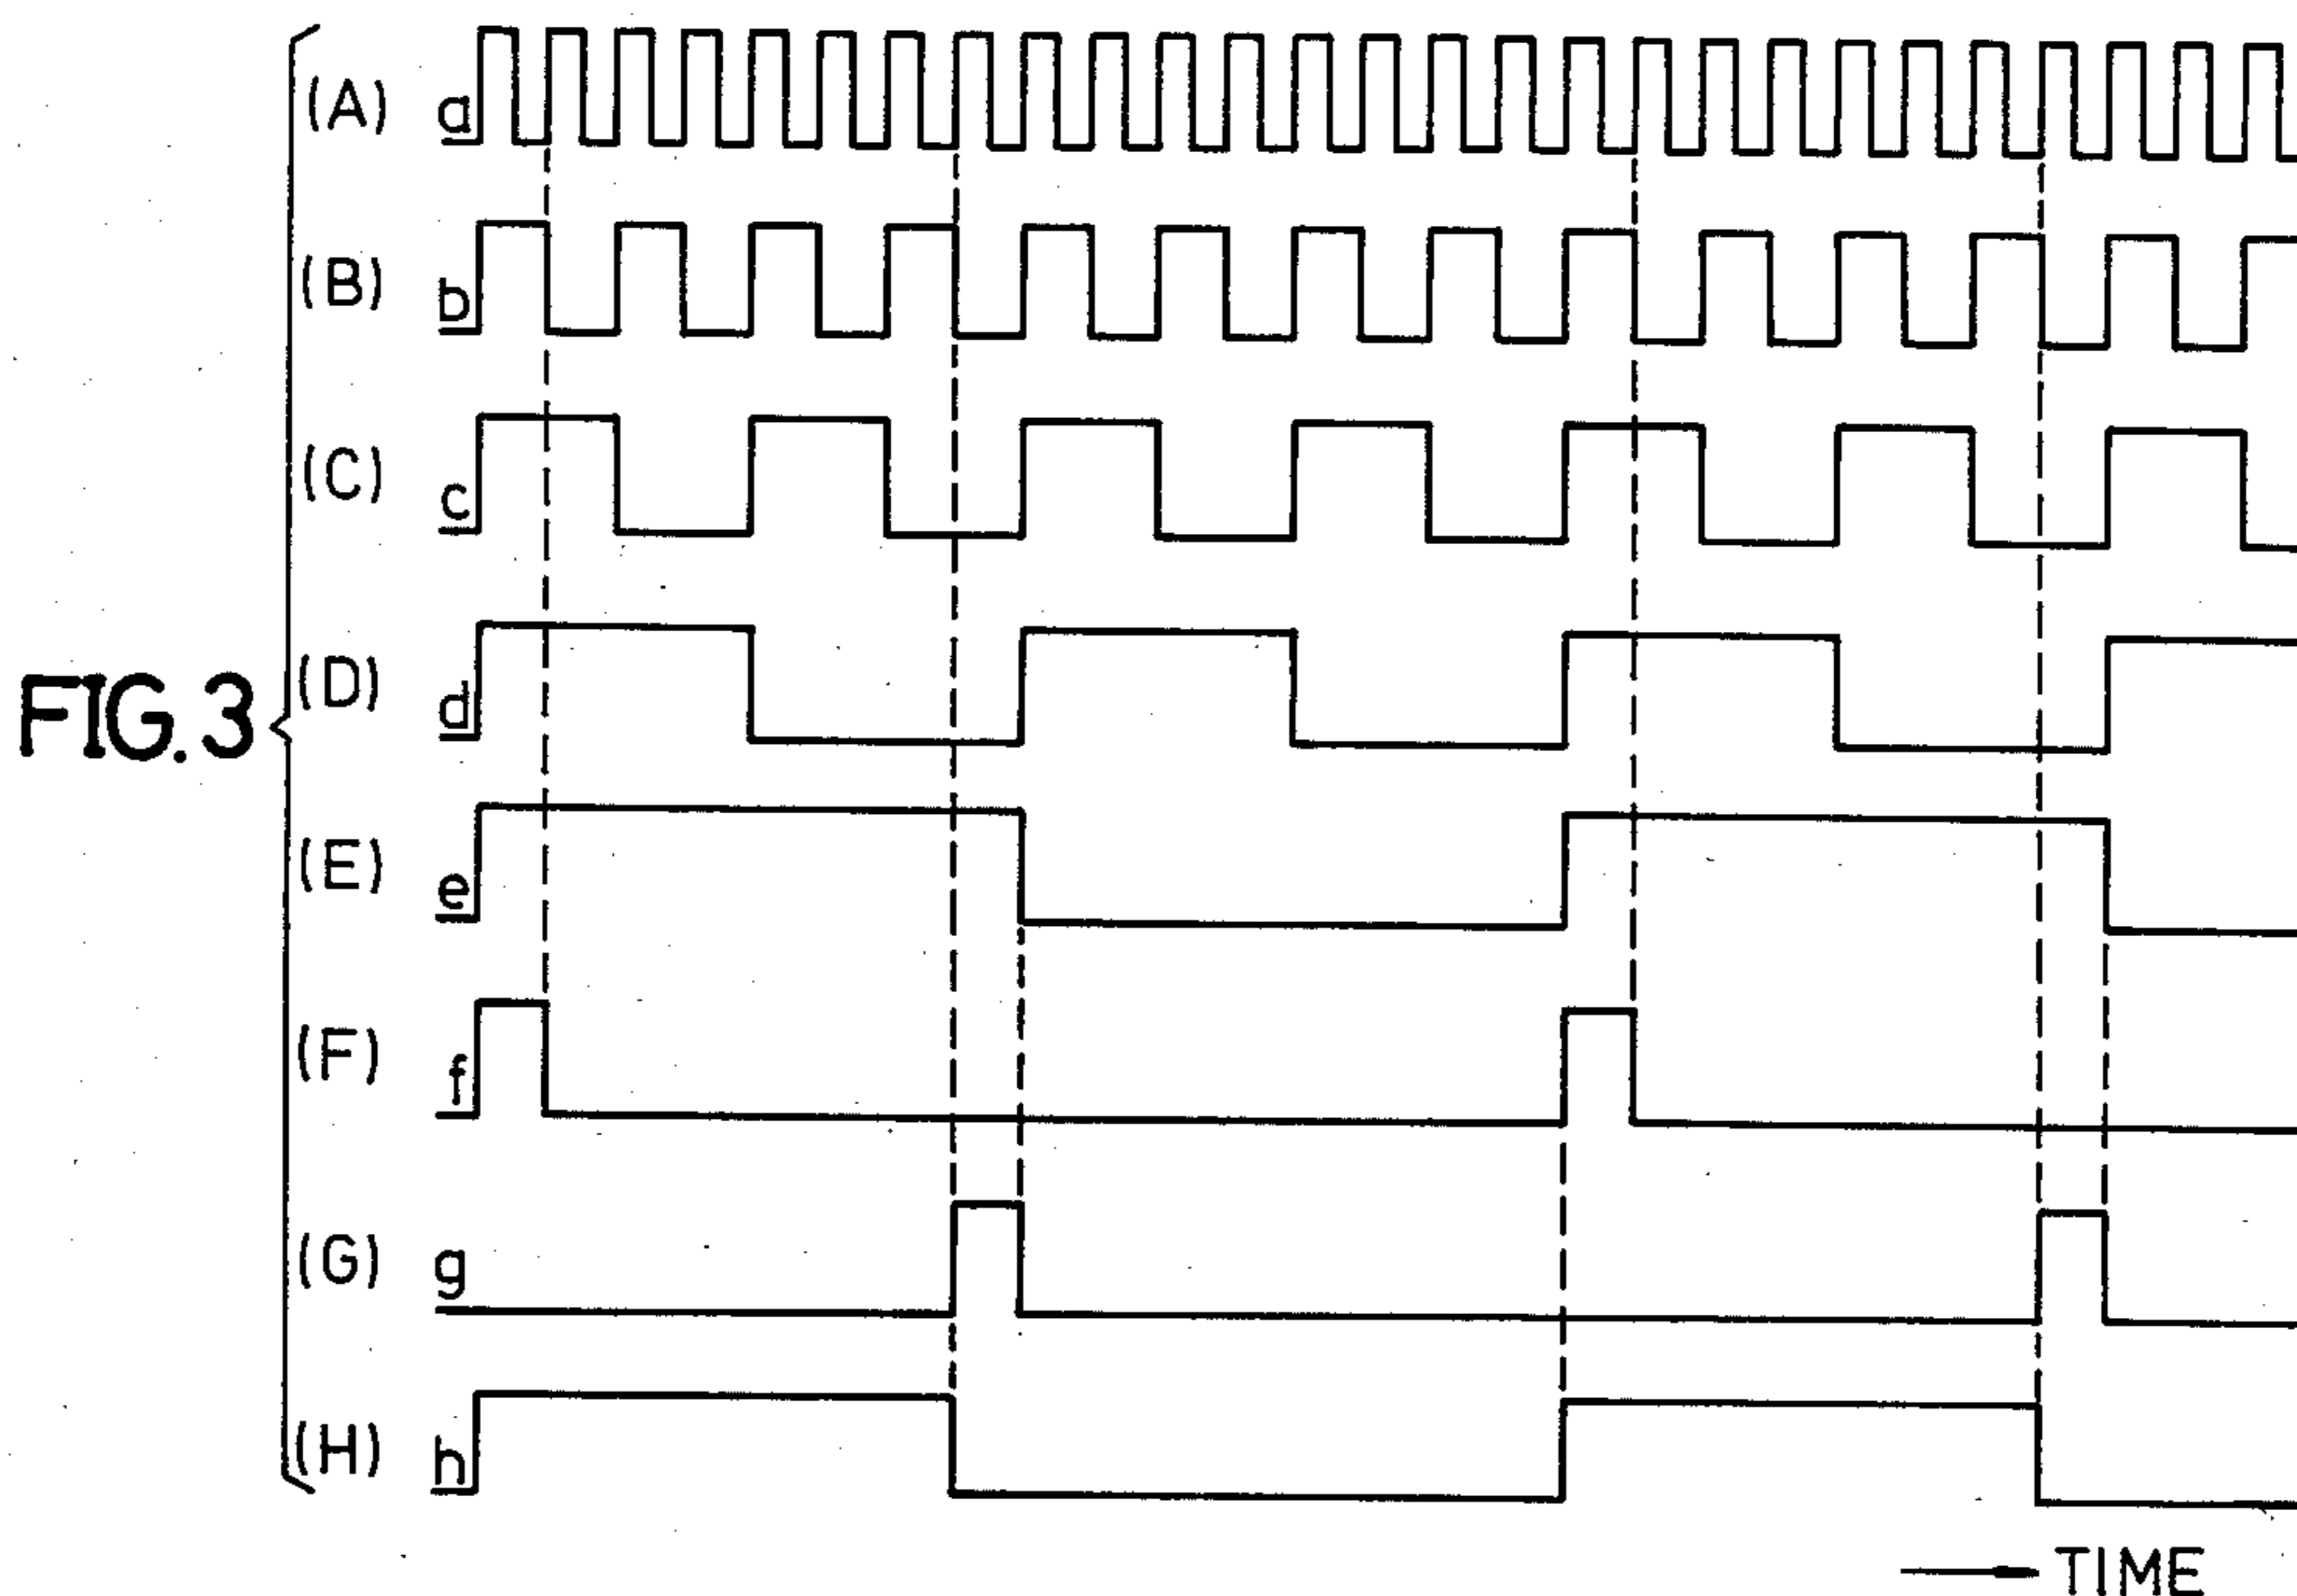 FIG.3
(A) a
(B) b
(C) c
(D) d
(E) e
(F) f
(G) g
(H) h
TIME